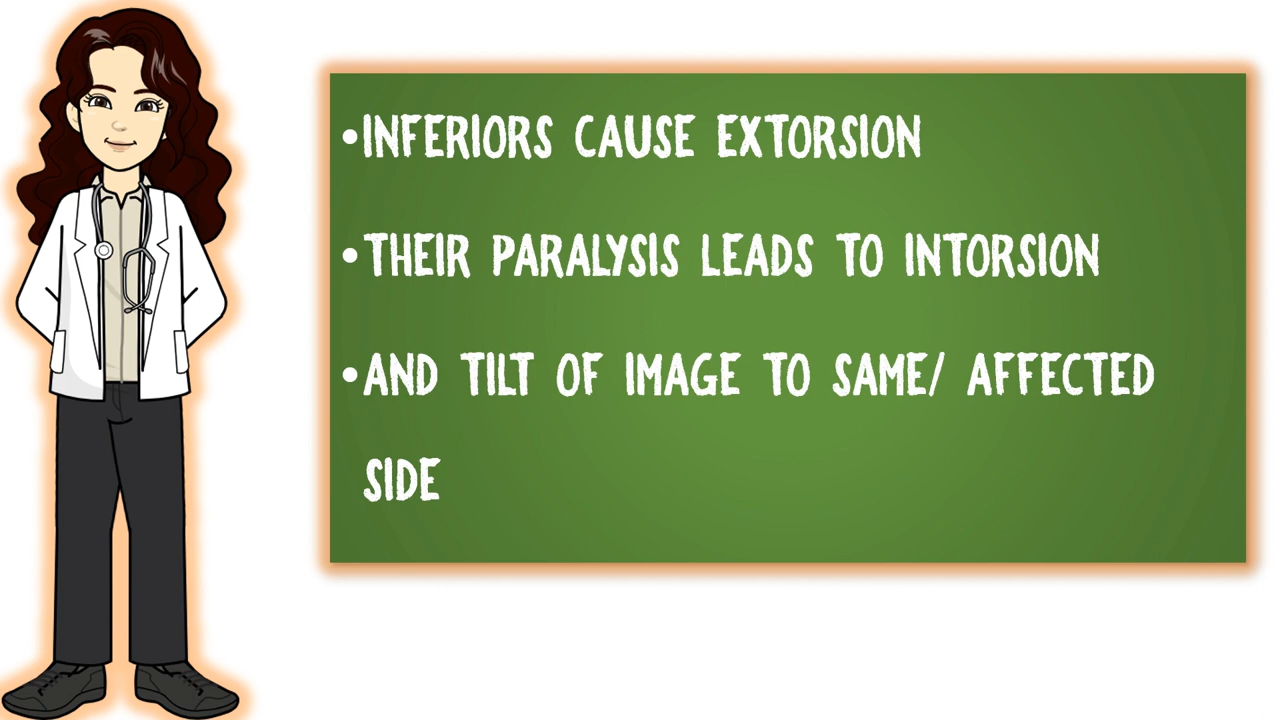 •INFERIORS CAUSE EXTORSION
•THEIR PARALYSIS LEADS TO INTORSION
•AND TILT OF IMAGE TO SAME/ AFFECTED
SIDE